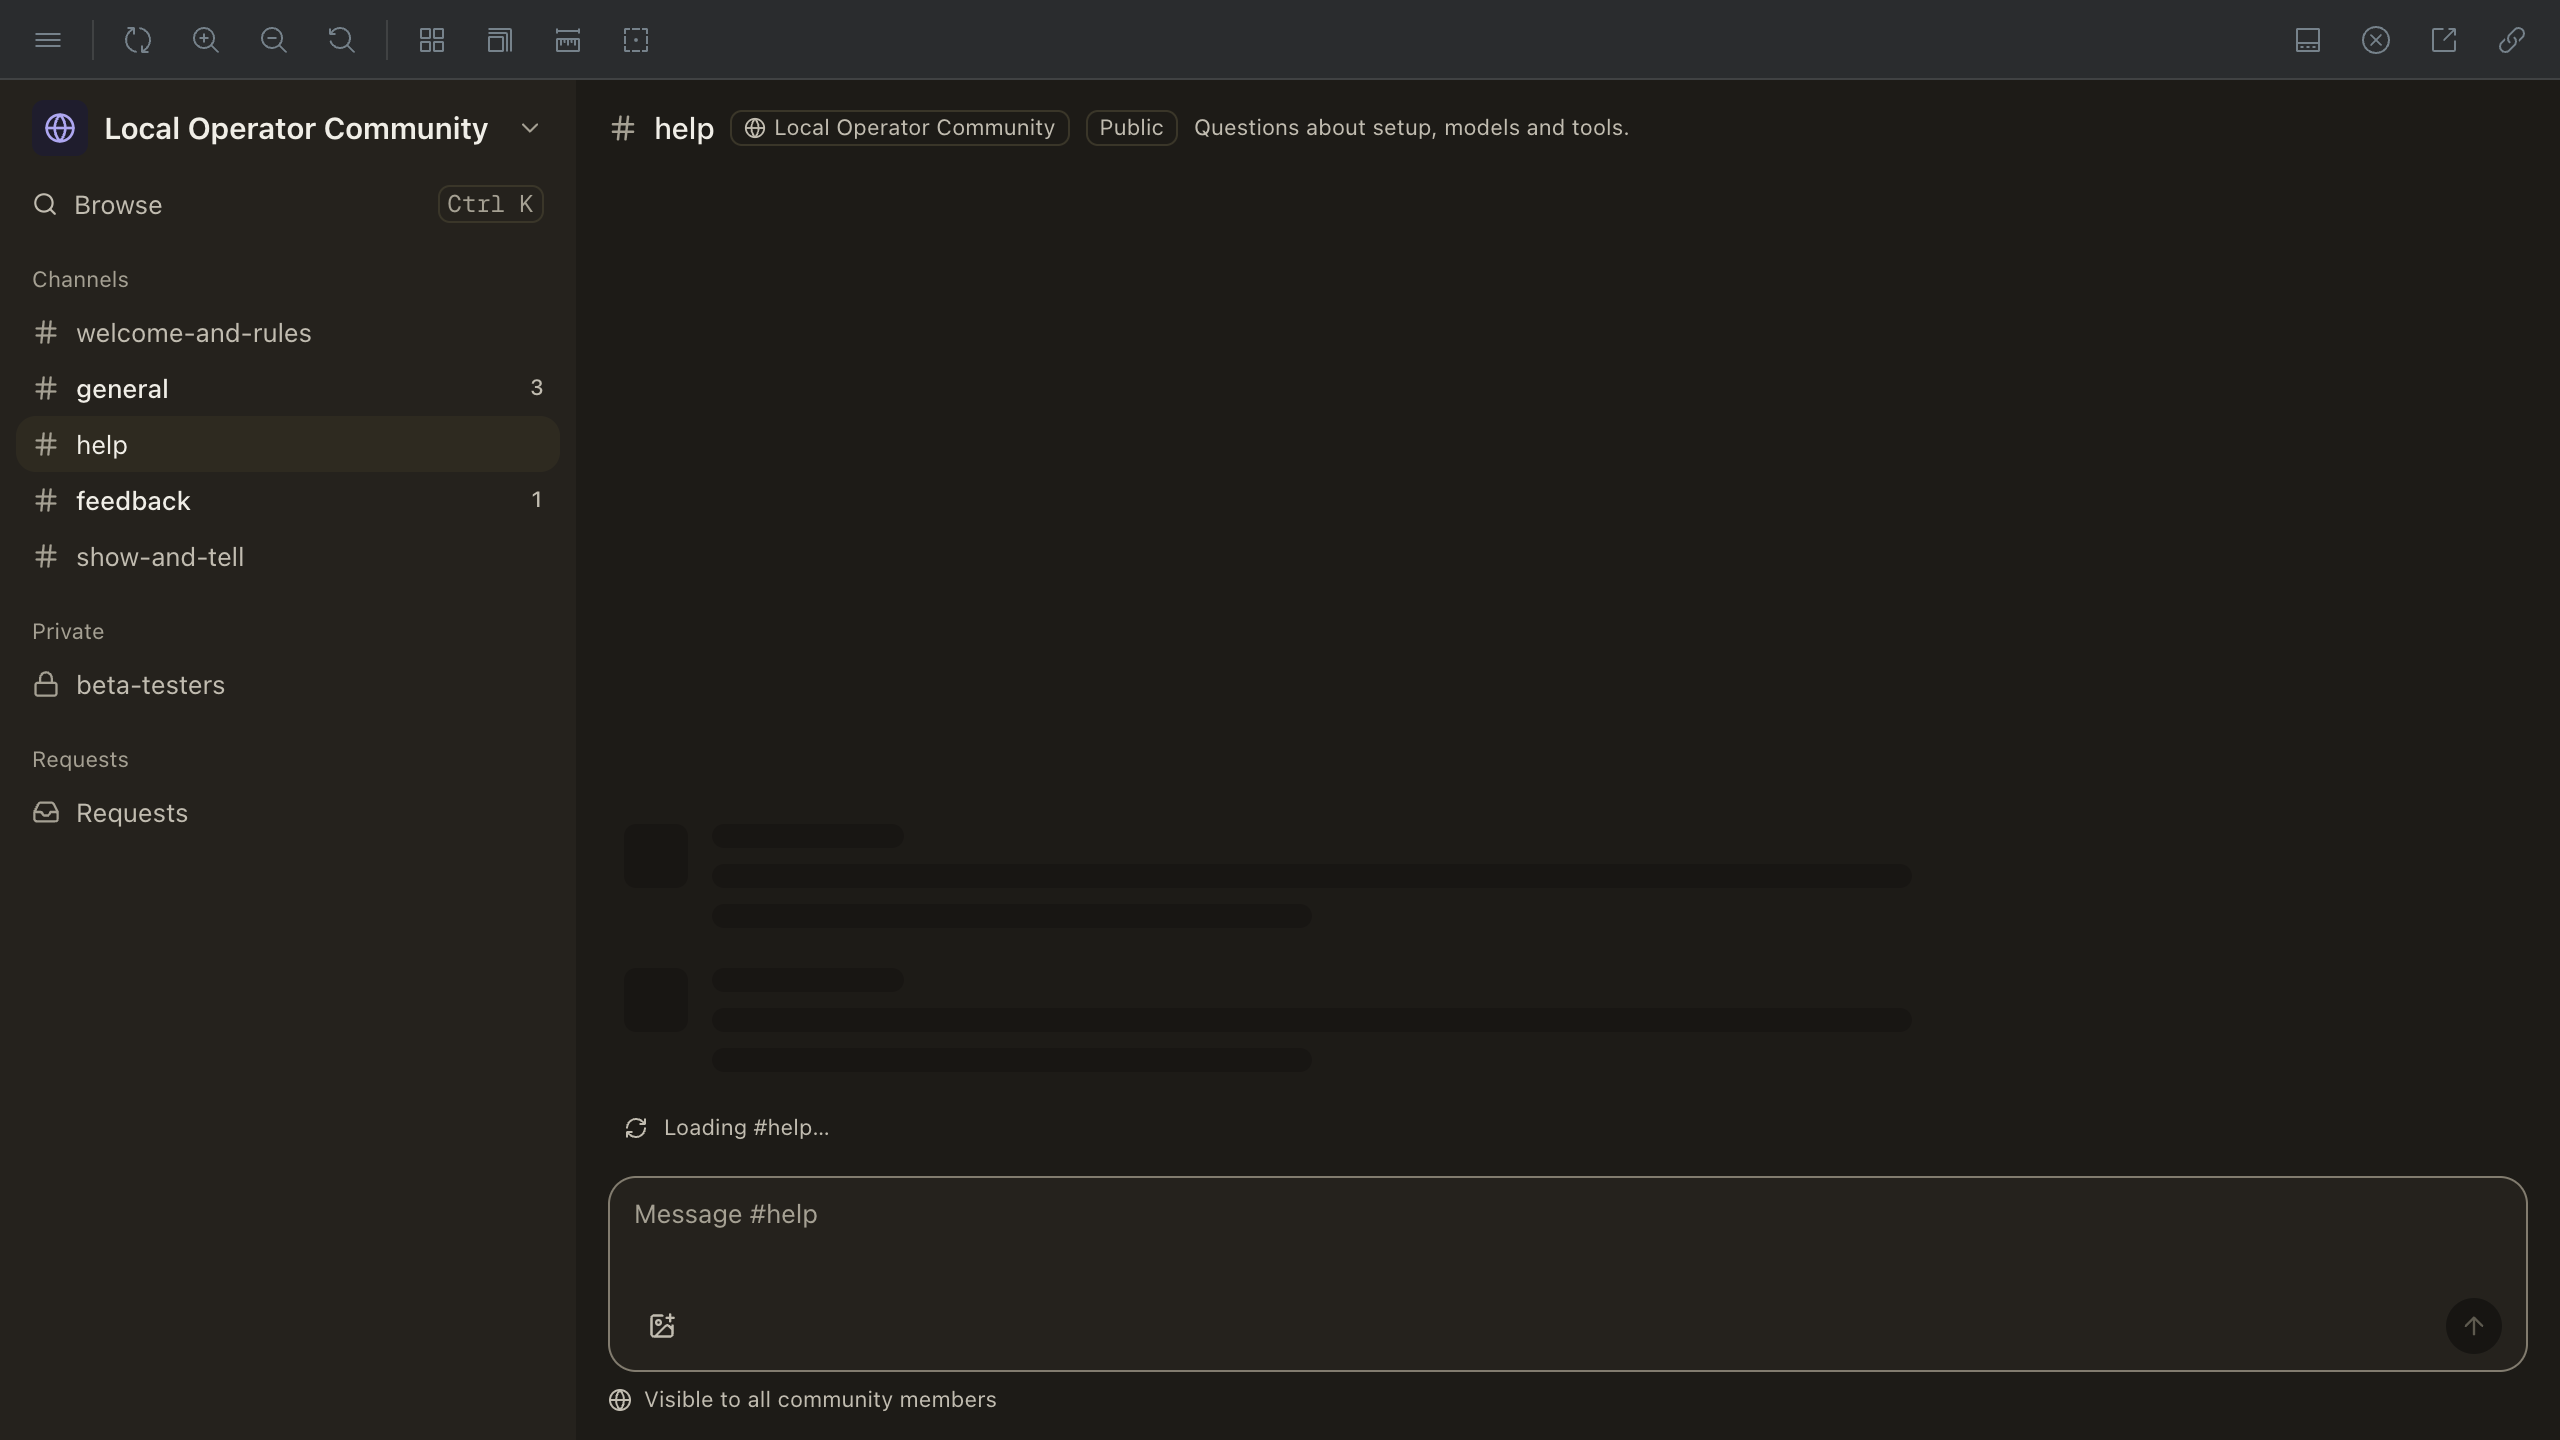 Local Operator Community
Browse
Ctrl K
Channels
welcome-and-rules
general
3
help
feedback
1
show-and-tell
Private
beta-testers
Requests
Requests
help
Local Operator Community
Public
Questions about setup, models and tools.
Loading #help...
Message #help
Visible to all community members